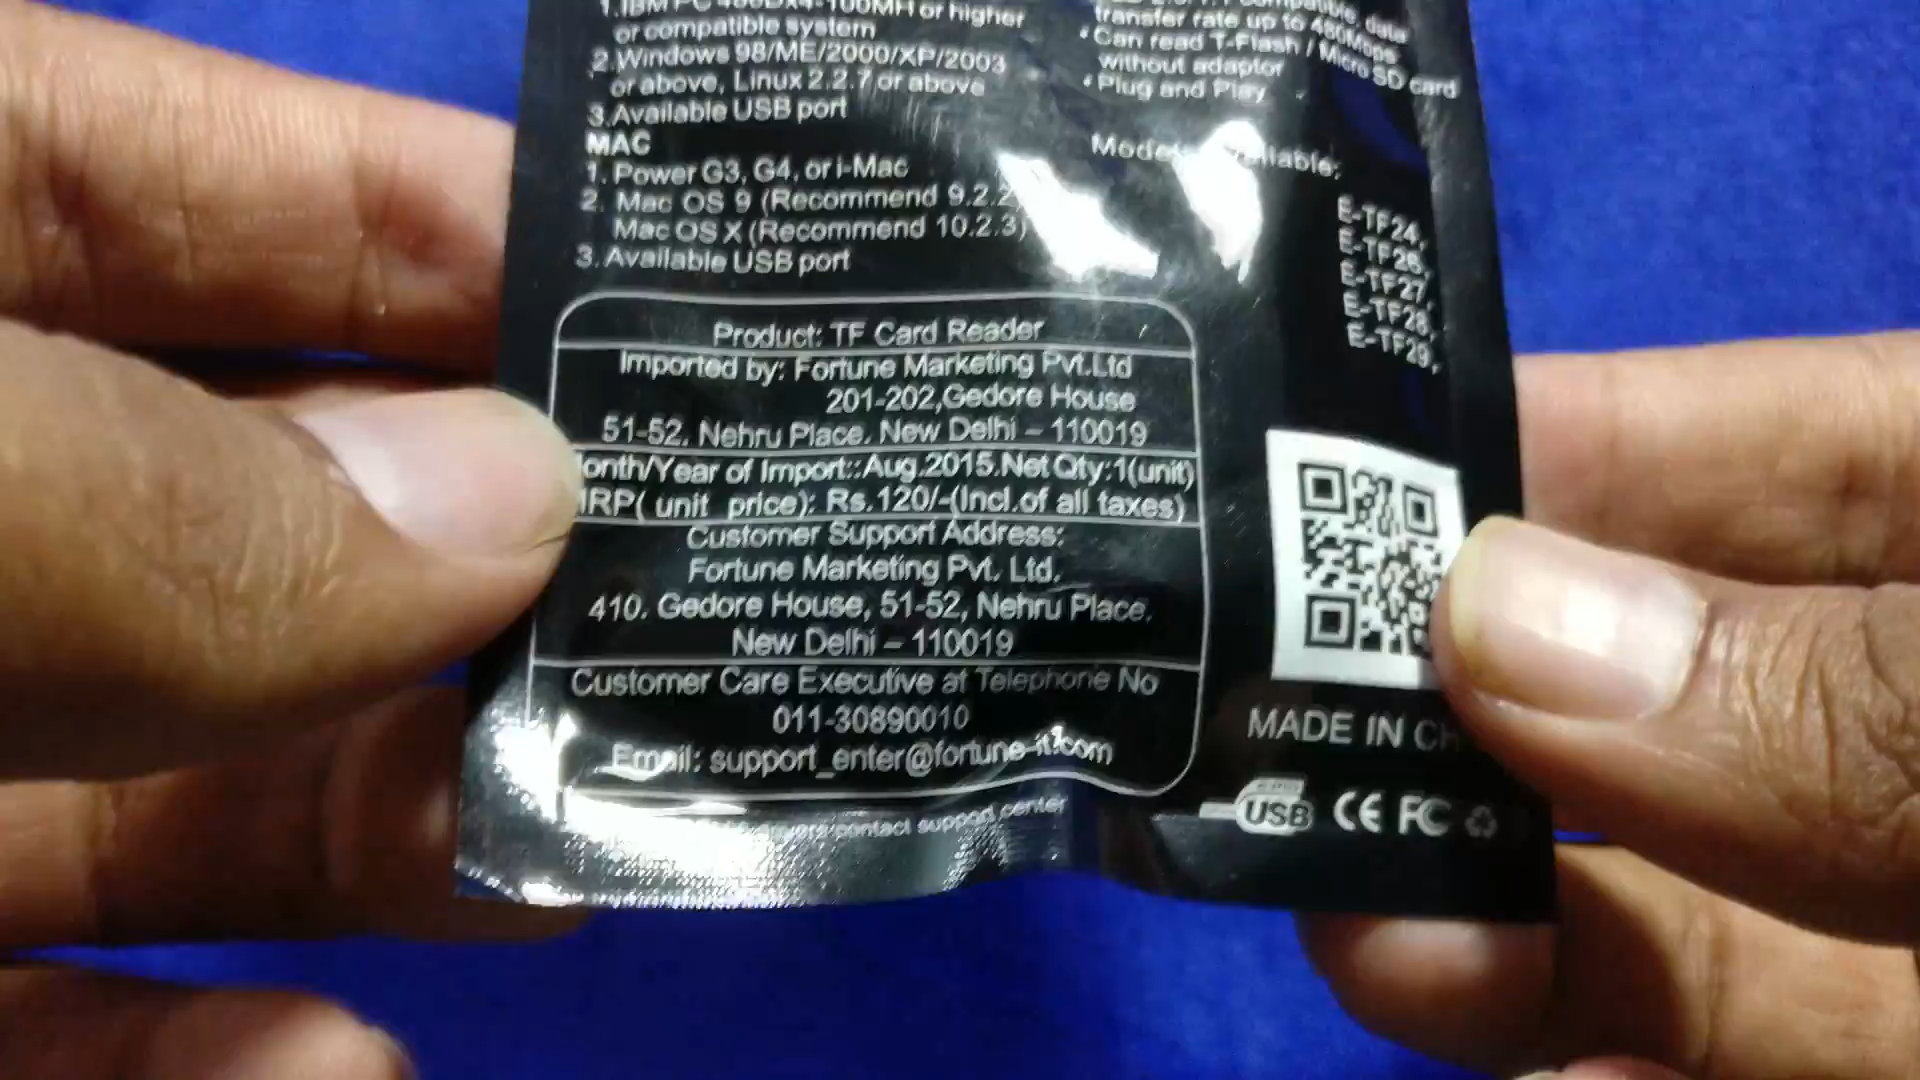 1.IBM PC
or higher
or compatible system
2.Windows 98/ME/2000/XP/2003
or above, Linux 2.2.7 or above
3.Available USB port
MAC
1. Power G3, G4, or i-Mac
2. Mac OS 9 (Recommend 9.2.2
Mac OS X (Recommend 10.2.3)
3. Available USB port
data
transfer rate up to 480Mbps
• Can read T-Flash / Micro SD card
without adaptor
• Plug and Play
E-TF24,
E-TF26,
E-TF27,
E-TF28,
E-TF29,
Product: TF Card Reader
Imported by: Fortune Marketing Pvt.Ltd
201-202,Gedore House
51-52, Nehru Place, New Delhi – 110019
onth/Year of Import::Aug.2015.Net Qty:1(unit)
RP( unit price): Rs.120/-(Incl.of all taxes)
Customer Support Address:
Fortune Marketing Pvt. Ltd.
410, Gedore House, 51-52, Nehru Place,
New Delhi – 110019
Customer Care Executive at Telephone No
011-30890010
Email: support_enter@fortune-it.com
contact support center
MADE IN CH
USB CE FC